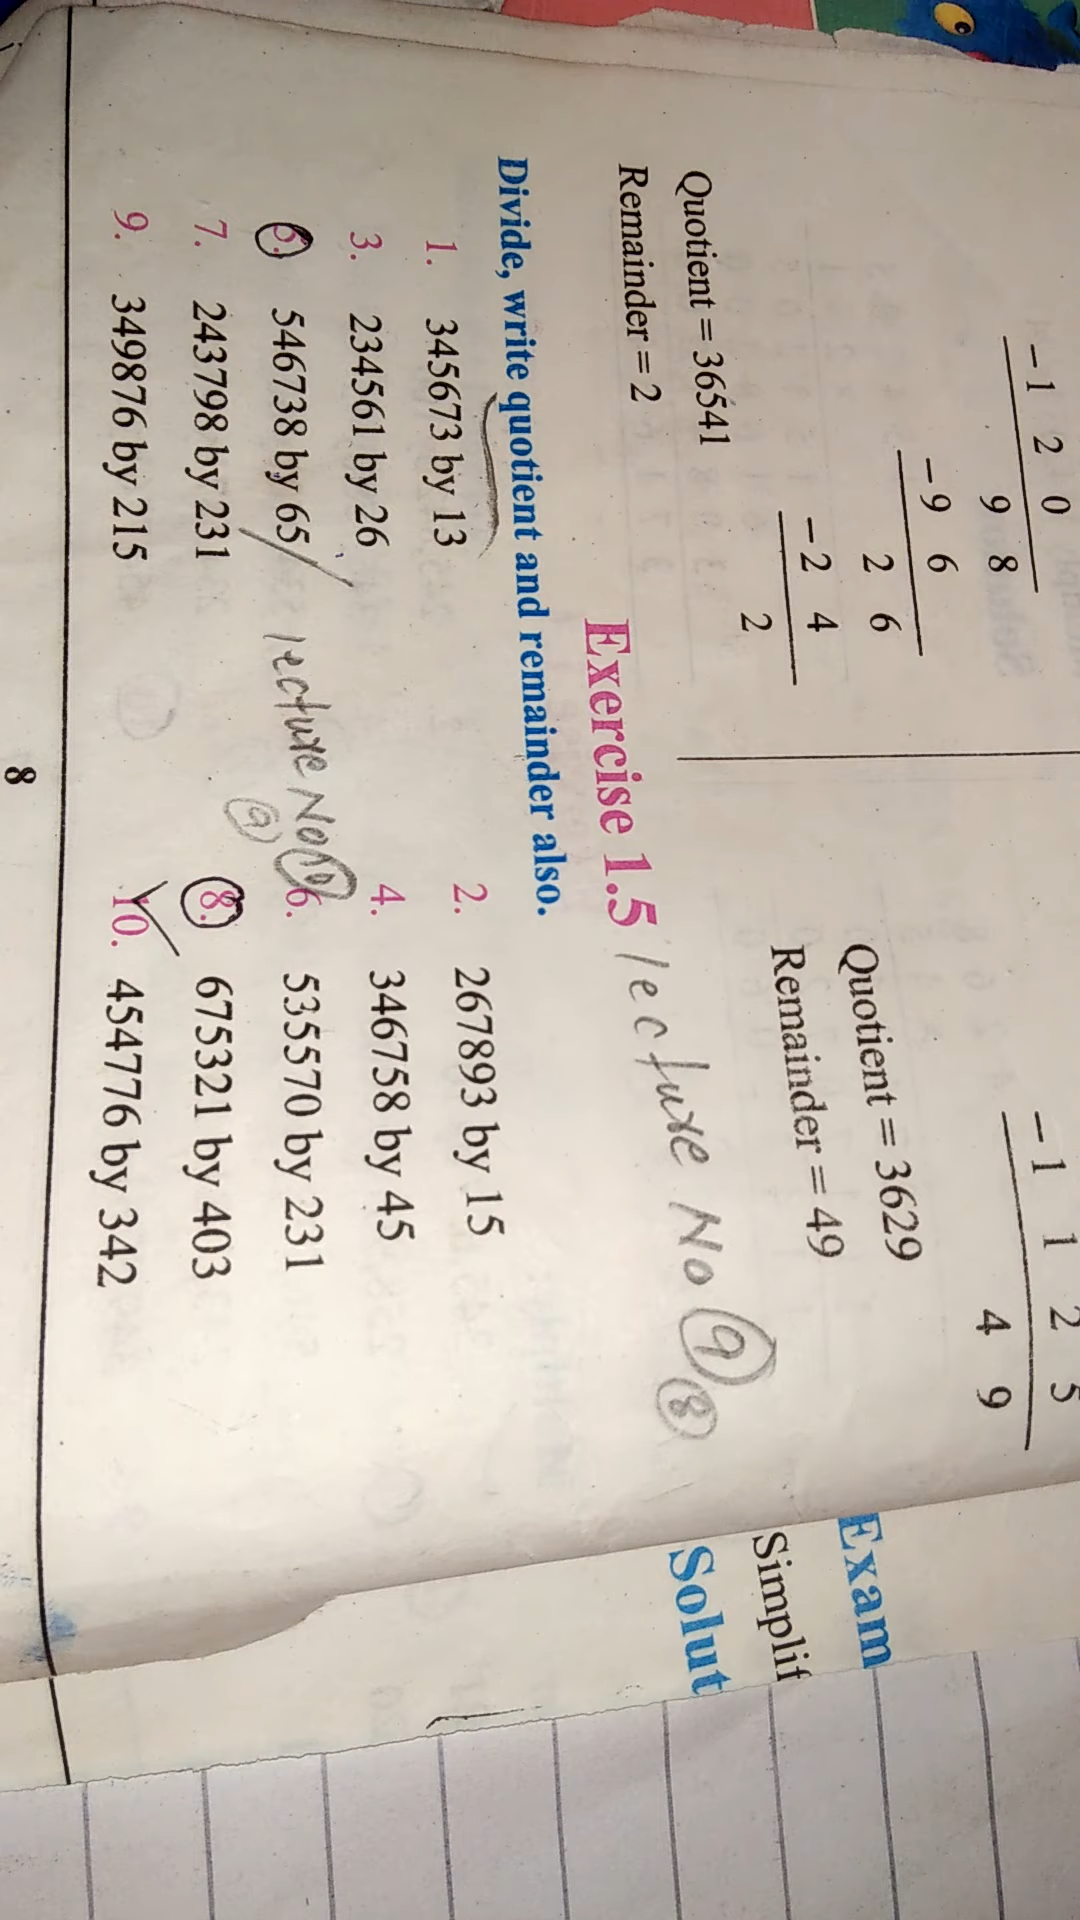 -1 2 0
9 8
-9 6
2 6
-2 4
2
Quotient = 36541
Remainder = 2
-1 1 2 5
4 9
Quotient = 3629
Remainder = 49
Exercise 1.5 lecture No 9 8
Divide, write quotient and remainder also.
1. 345673 by 13 2. 267893 by 15
3. 234561 by 26 4. 346758 by 45
5. 546738 by 65 lecture No 10 9 6. 535570 by 231
7. 243798 by 231 8. 675321 by 403
9. 349876 by 215 10. 454776 by 342
8
Exam
Simplif
Solut